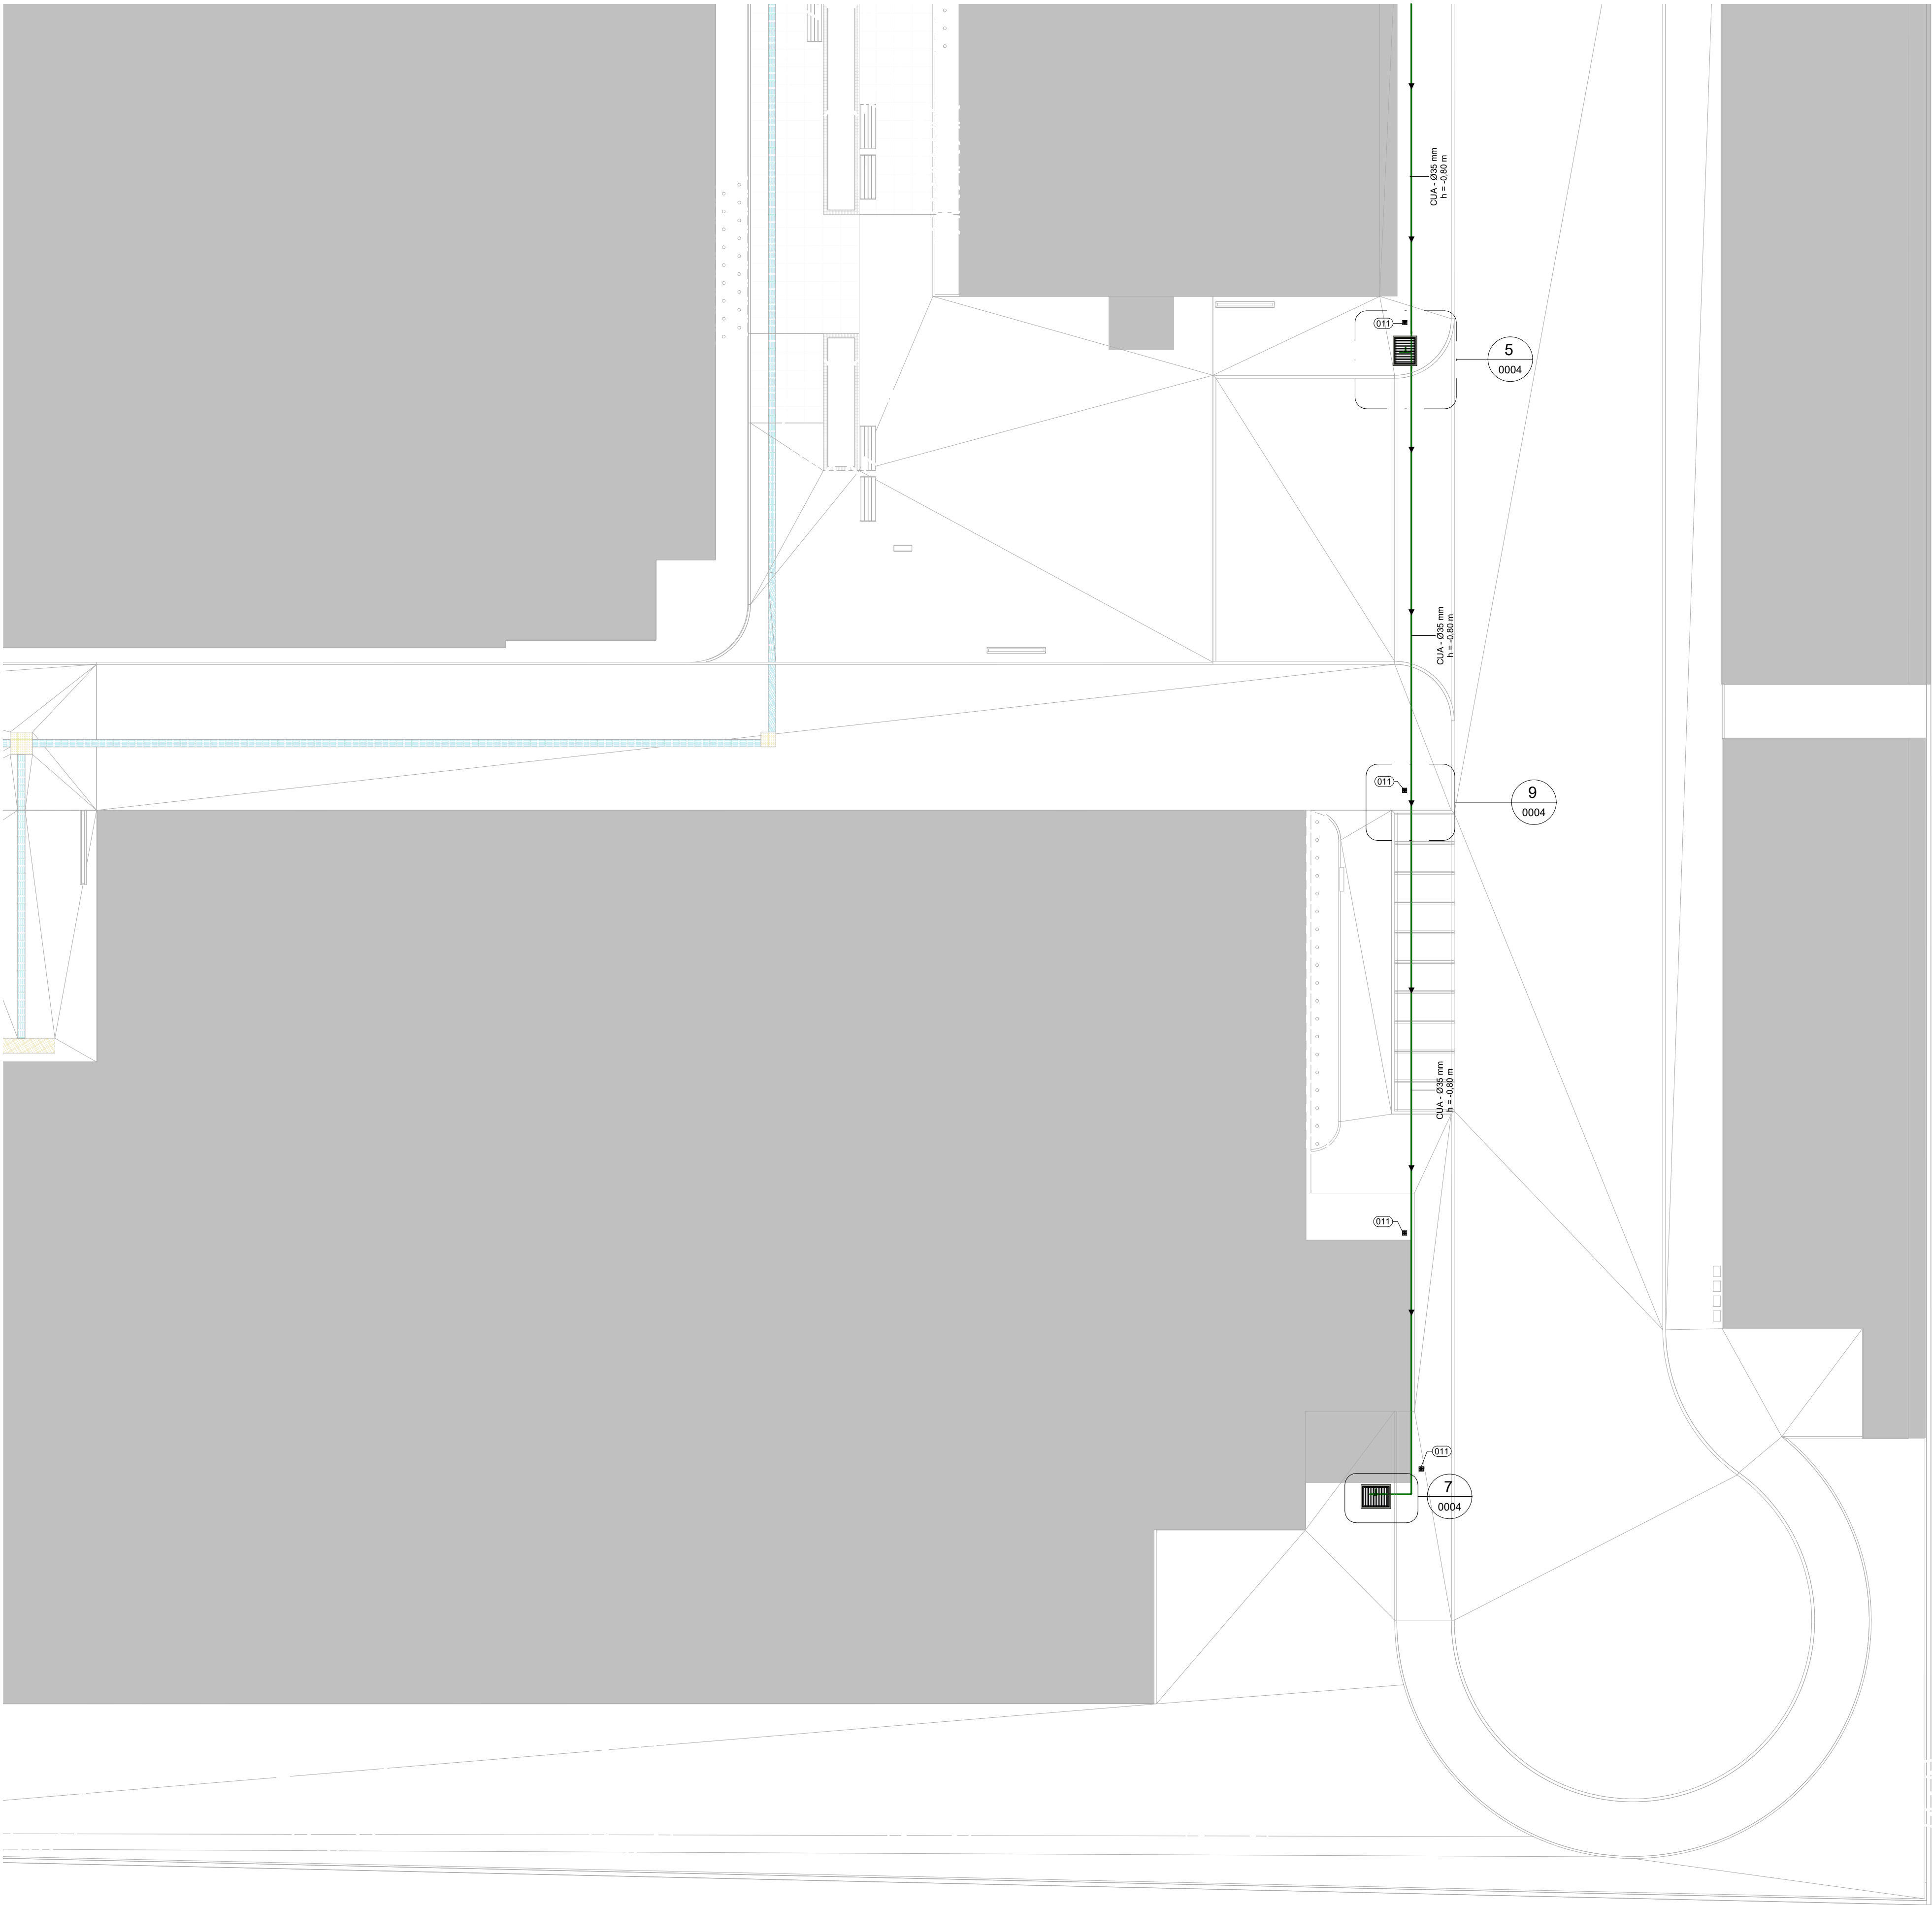 CUA - Ø35 mm
h = -0,80 m
011
5
0004
CUA - Ø35 mm
h = -0,80 m
011
9
0004
CUA - Ø35 mm
h = -0,80 m
011
011
7
0004